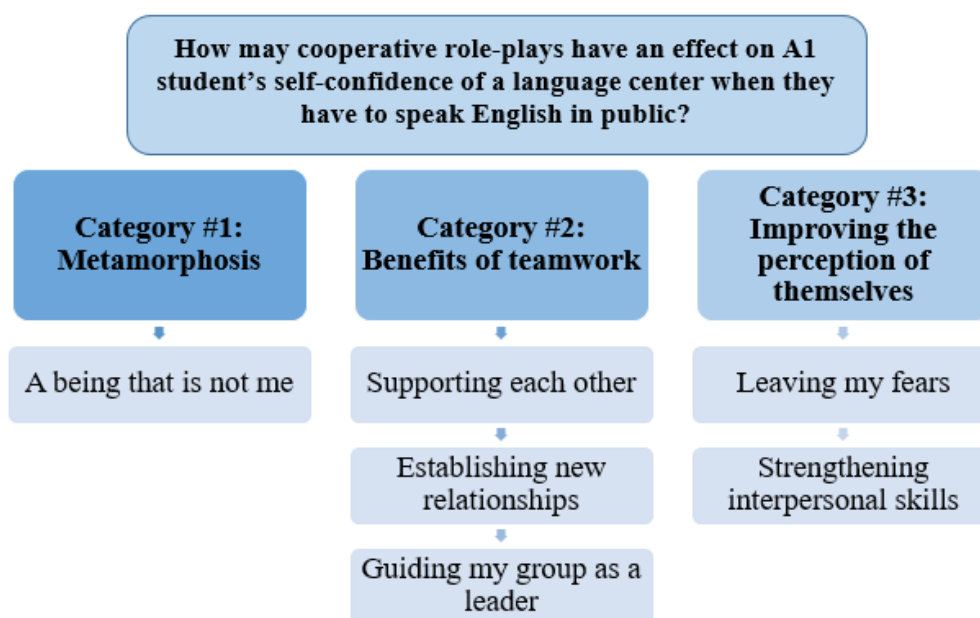 How may cooperative role-plays have an effect on A1
student's self-confidence of a language center when they
have to speak English in public?
Category #1:
Metamorphosis
A being that is not me
Category #2:
Benefits of teamwork
Supporting each other
Establishing new
relationships
Guiding my group as a
leader
Category #3:
Improving the
perception of
themselves
Leaving my fears
Strengthening
interpersonal skills